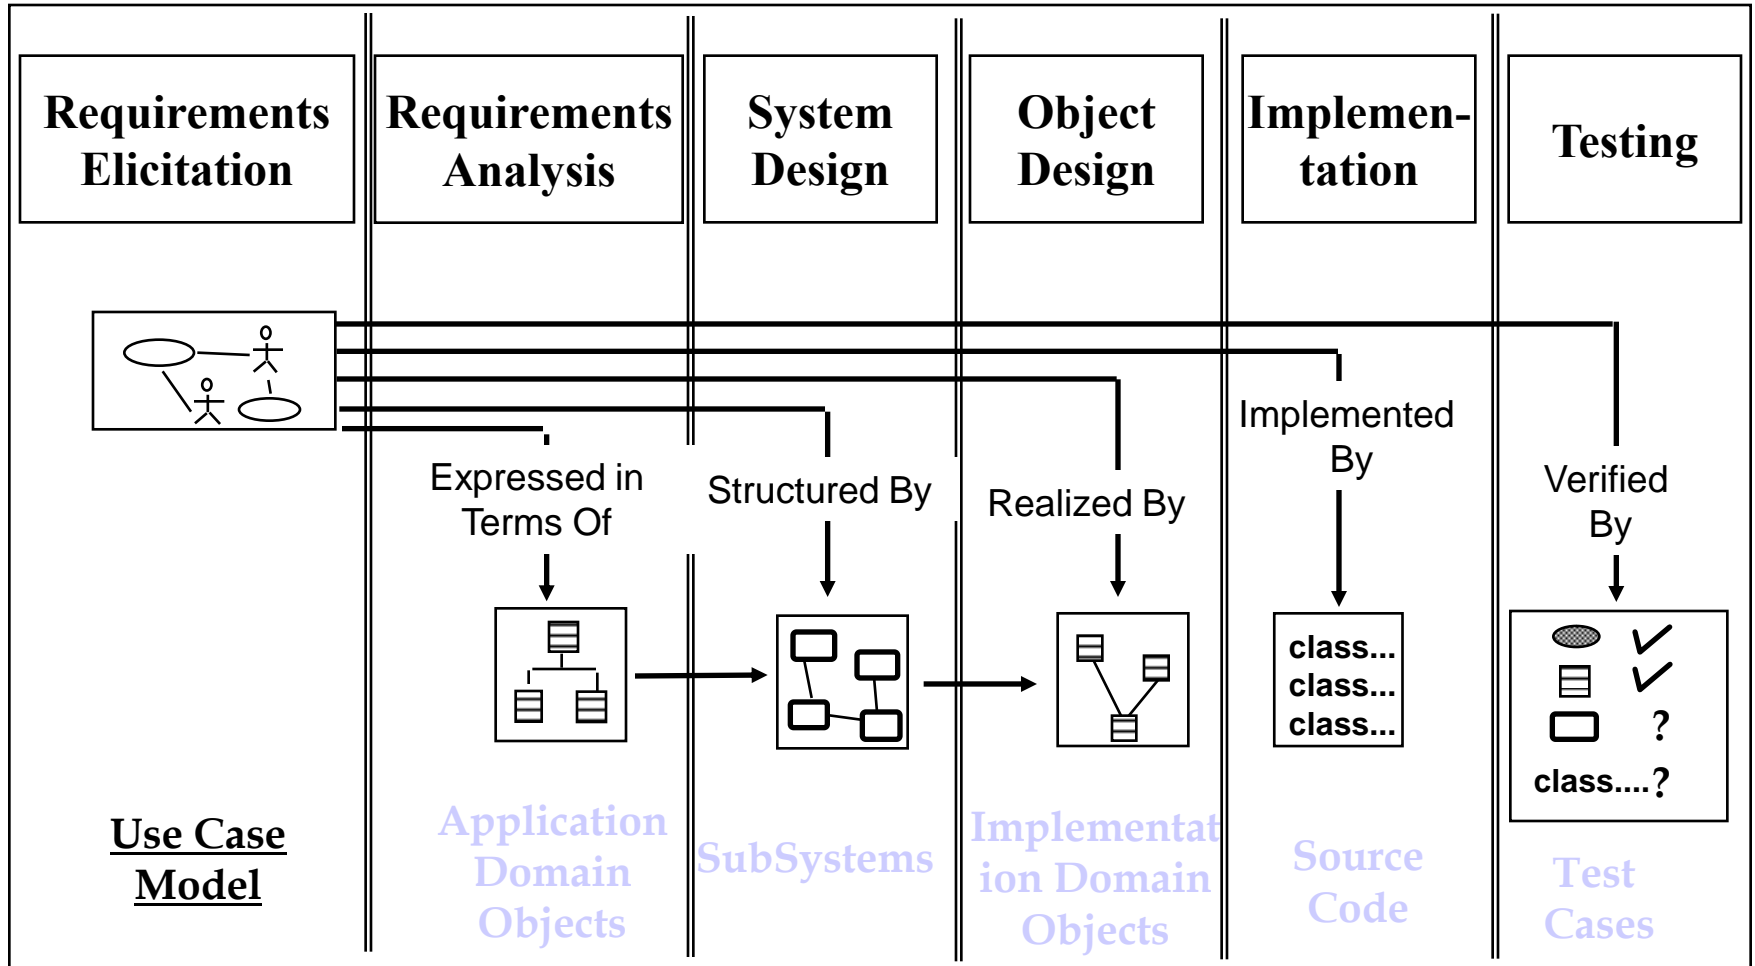 Requirements
Elicitation
Requirements
Analysis
System
Design
Object
Design
Implemen-
tation
Testing
Expressed in
Terms Of
Structured By
Realized By
Implemented
By
Verified
By
class...
class...
class...
?
class....?
Use Case
Model
Application
Domain
Objects
SubSystems
Implementat
ion Domain
Objects
Source
Code
Test
Cases